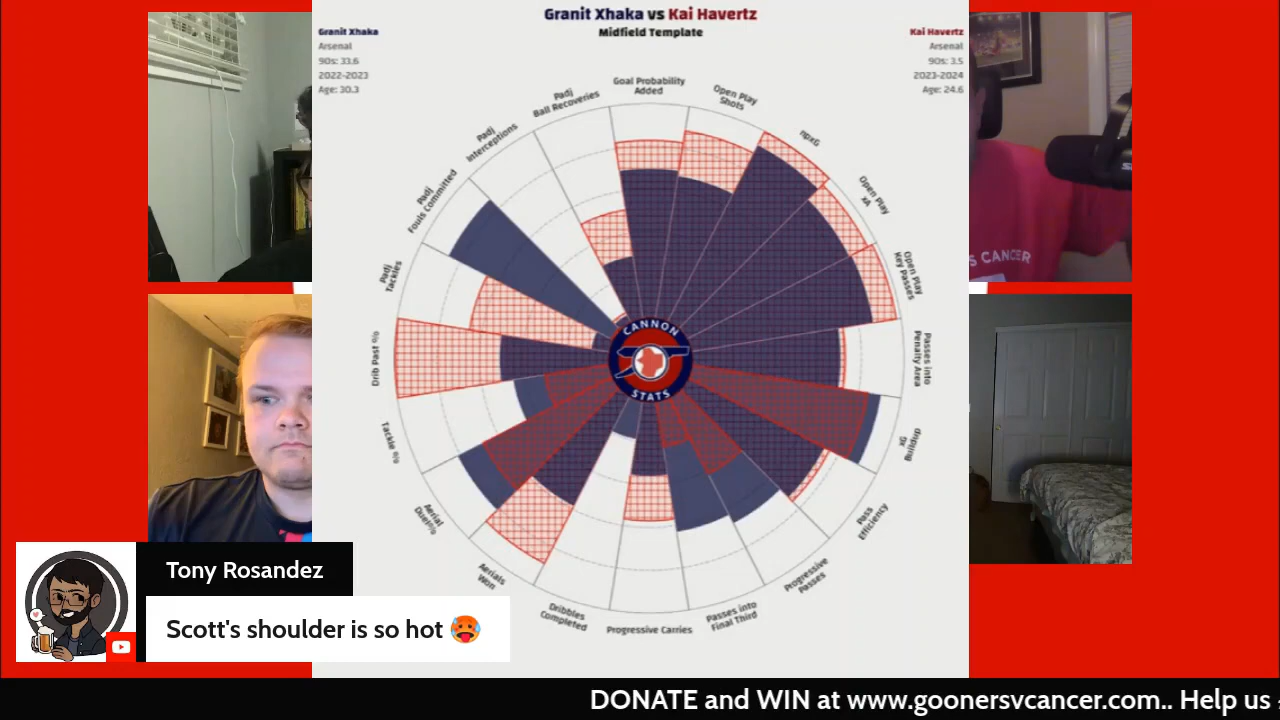 Granit Xhaka vs Kai Havertz
Midfield Template
Granit Xhaka
Arsenal
90s: 33.6
2022-2023
Age: 30.3
Kai Havertz
Arsenal
90s: 3.5
2023-2024
Age: 24.6
Goal Probability
Added
Open Play
Shots
npxG
Open Play
xA
Open Play
Key Passes
Passes into
Penalty Area
xG
Buildup
Pass
Efficiency
Progressive
Passes
Passes into
Final Third
Progressive Carries
Dribbles
Completed
Aerials
Won
Aerial
Duel%
Tackle %
Drib Past %
Padj
Tackles
Padj
Fouls Committed
Padj
Interceptions
Padj
Ball Recoveries
CANNON
STATS
S CANCER
Tony Rosandez
Scott's shoulder is so hot 🥵
DONATE and WIN at www.goonersvcancer.com.. Help us